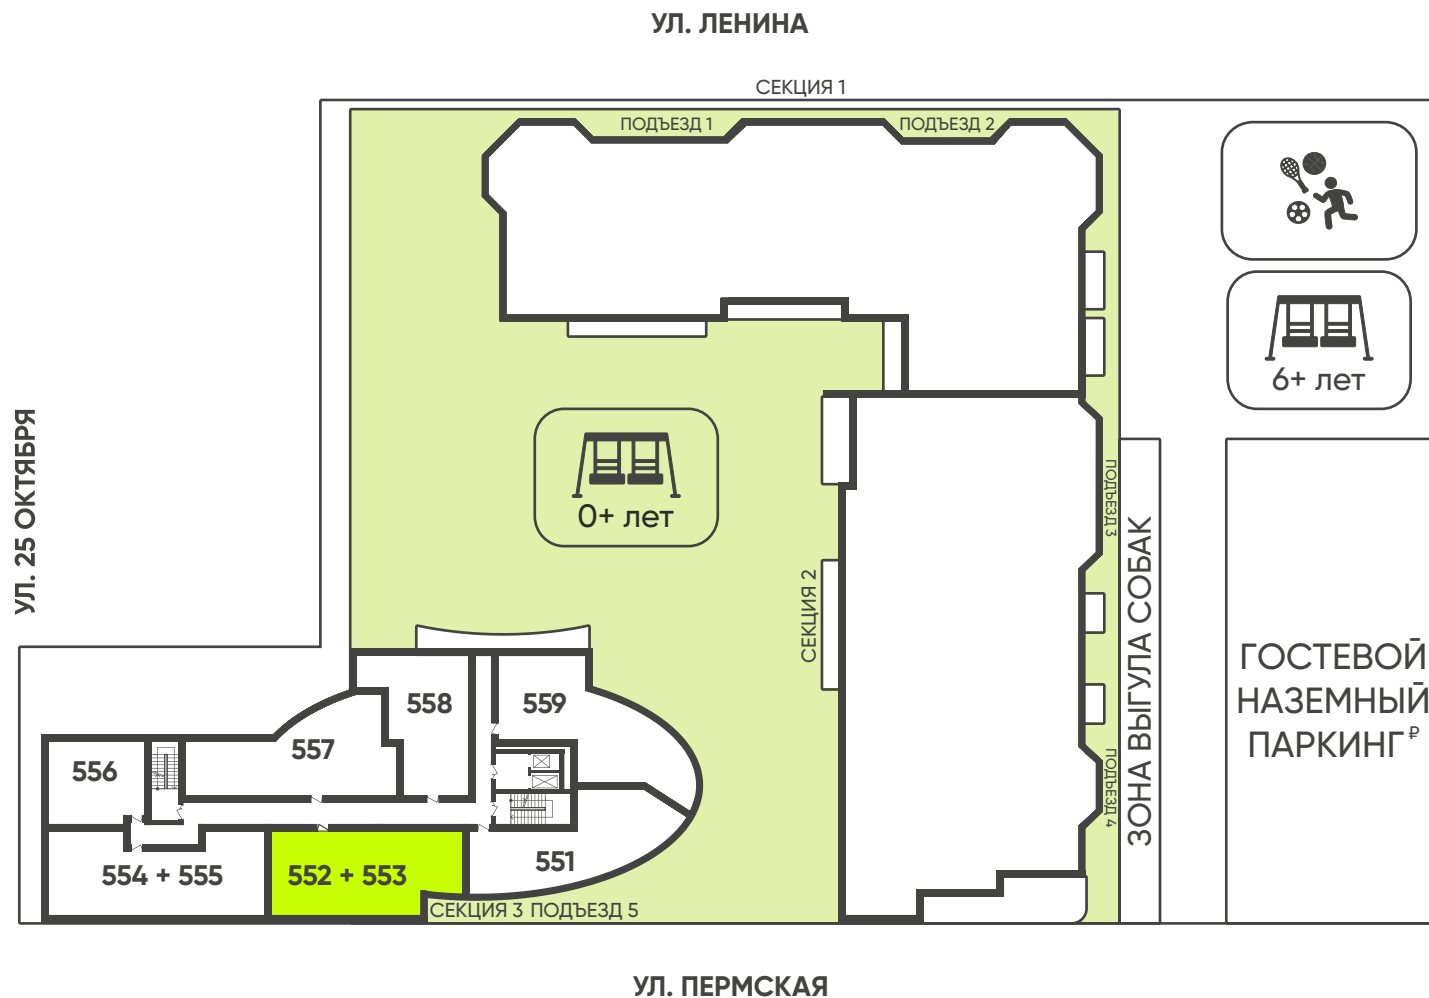 УЛ. ЛЕНИНА
СЕКЦИЯ 1
ПОДЪЕЗД 1
ПОДЪЕЗД 2
6+ лет
УЛ. 25 ОКТЯБРЯ
0+ лет
ПОДЪЕЗД 3
СЕКЦИЯ 2
ЗОНА ВЫГУЛА СОБАК
ГОСТЕВОЙ
НАЗЕМНЫЙ
ПАРКИНГ₽
558
559
557
556
ПОДЪЕЗД 4
551
554 + 555
552 + 553
СЕКЦИЯ 3 ПОДЪЕЗД 5
УЛ. ПЕРМСКАЯ